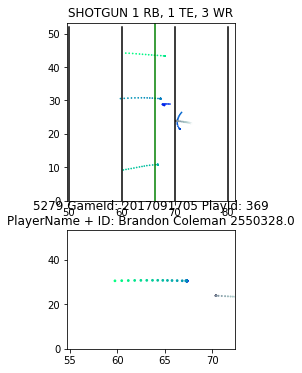 SHOTGUN 1 RB, 1 TE, 3 WR
50
40
30
20
10
0
50 60 70 80
5279 GameId: 2017091705 PlayId: 369
PlayerName + ID: Brandon Coleman 2550328.0
40
20
0
55 60 65 70